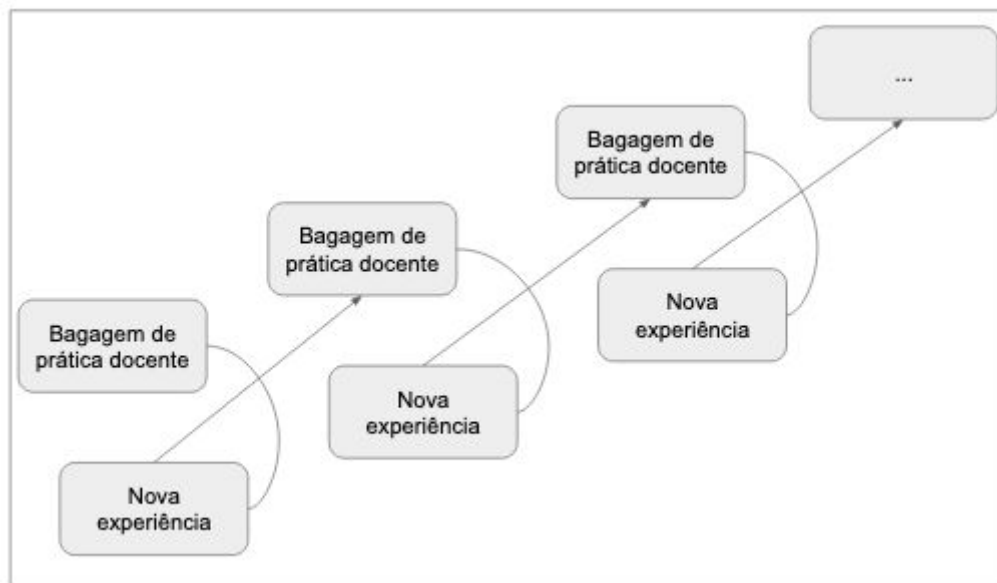 ...
Bagagem de
prática docente
Bagagem de
prática docente
Nova
experiência
Bagagem de
prática docente
Nova
experiência
Nova
experiência